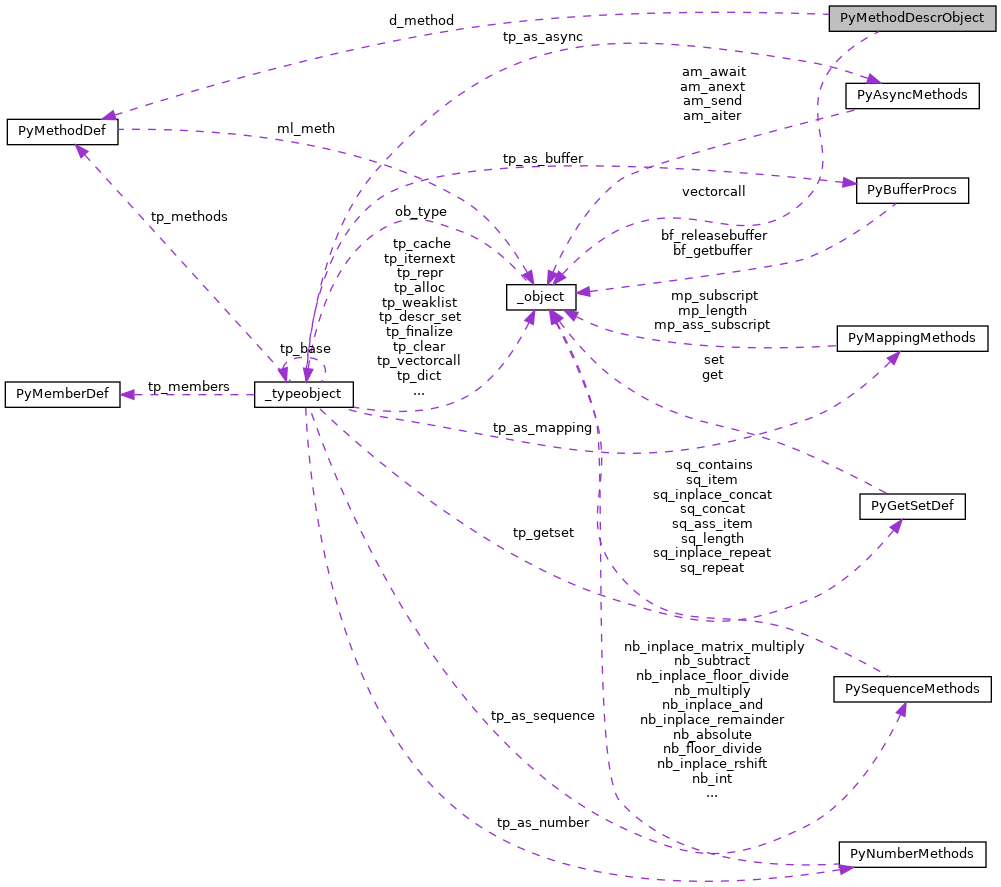 PyMethodDescrObject
d_method
tp_as_async
am_await
am_anext
am_send
am_aiter
PyAsyncMethods
PyMethodDef
ml_meth
tp_as_buffer
vectorcall
PyBufferProcs
tp_methods
ob_type
bf_releasebuffer
bf_getbuffer
tp_cache
tp_iternext
tp_repr
tp_alloc
tp_weaklist
tp_descr_set
tp_finalize
tp_clear
tp_vectorcall
tp_dict
...
_object
mp_subscript
mp_length
mp_ass_subscript
PyMappingMethods
tp_base
set
get
PyMemberDef
tp_members
_typeobject
tp_as_mapping
sq_contains
sq_item
sq_inplace_concat
sq_concat
sq_ass_item
sq_length
sq_inplace_repeat
sq_repeat
PyGetSetDef
tp_getset
nb_inplace_matrix_multiply
nb_subtract
nb_inplace_floor_divide
nb_multiply
nb_inplace_and
nb_inplace_remainder
nb_absolute
nb_floor_divide
nb_inplace_rshift
nb_int
...
PySequenceMethods
tp_as_sequence
tp_as_number
PyNumberMethods